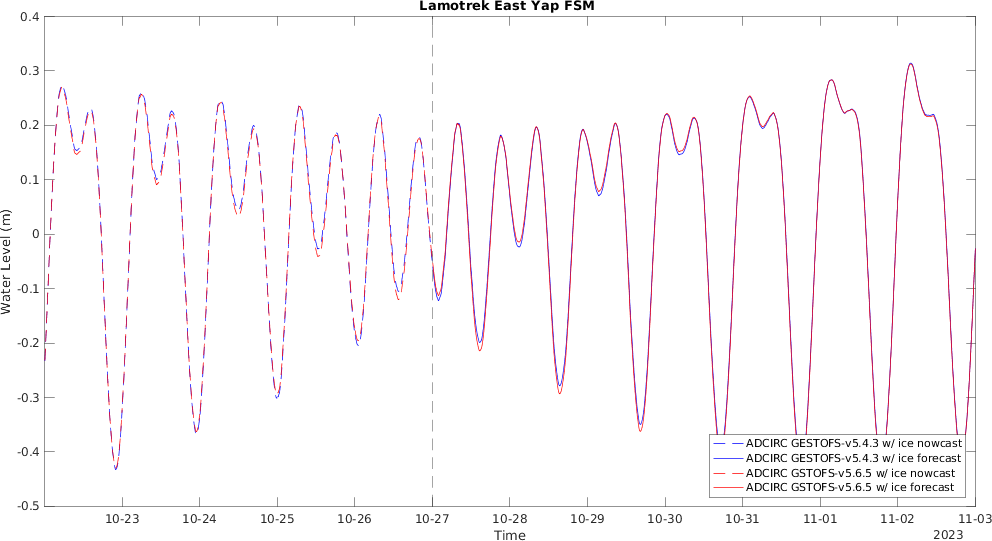 Lamotrek East Yap FSM
0.4
0.3
0.2
0.1
0
-0.1
-0.2
-0.3
-0.4
-0.5
Water Level (m)
ADCIRC GESTOFS-v5.4.3 w/ ice nowcast
ADCIRC GESTOFS-v5.4.3 w/ ice forecast
ADCIRC GSTOFS-v5.6.5 w/ ice nowcast
ADCIRC GSTOFS-v5.6.5 w/ ice forecast
10-23 10-24 10-25 10-26 10-27 10-28 10-29 10-30 10-31 11-01 11-02 11-03
Time 2023